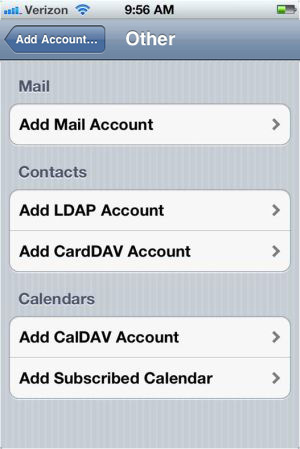 Verizon 9:56 AM
Add Account... Other
Mail
Add Mail Account
Contacts
Add LDAP Account
Add CardDAV Account
Calendars
Add CalDAV Account
Add Subscribed Calendar